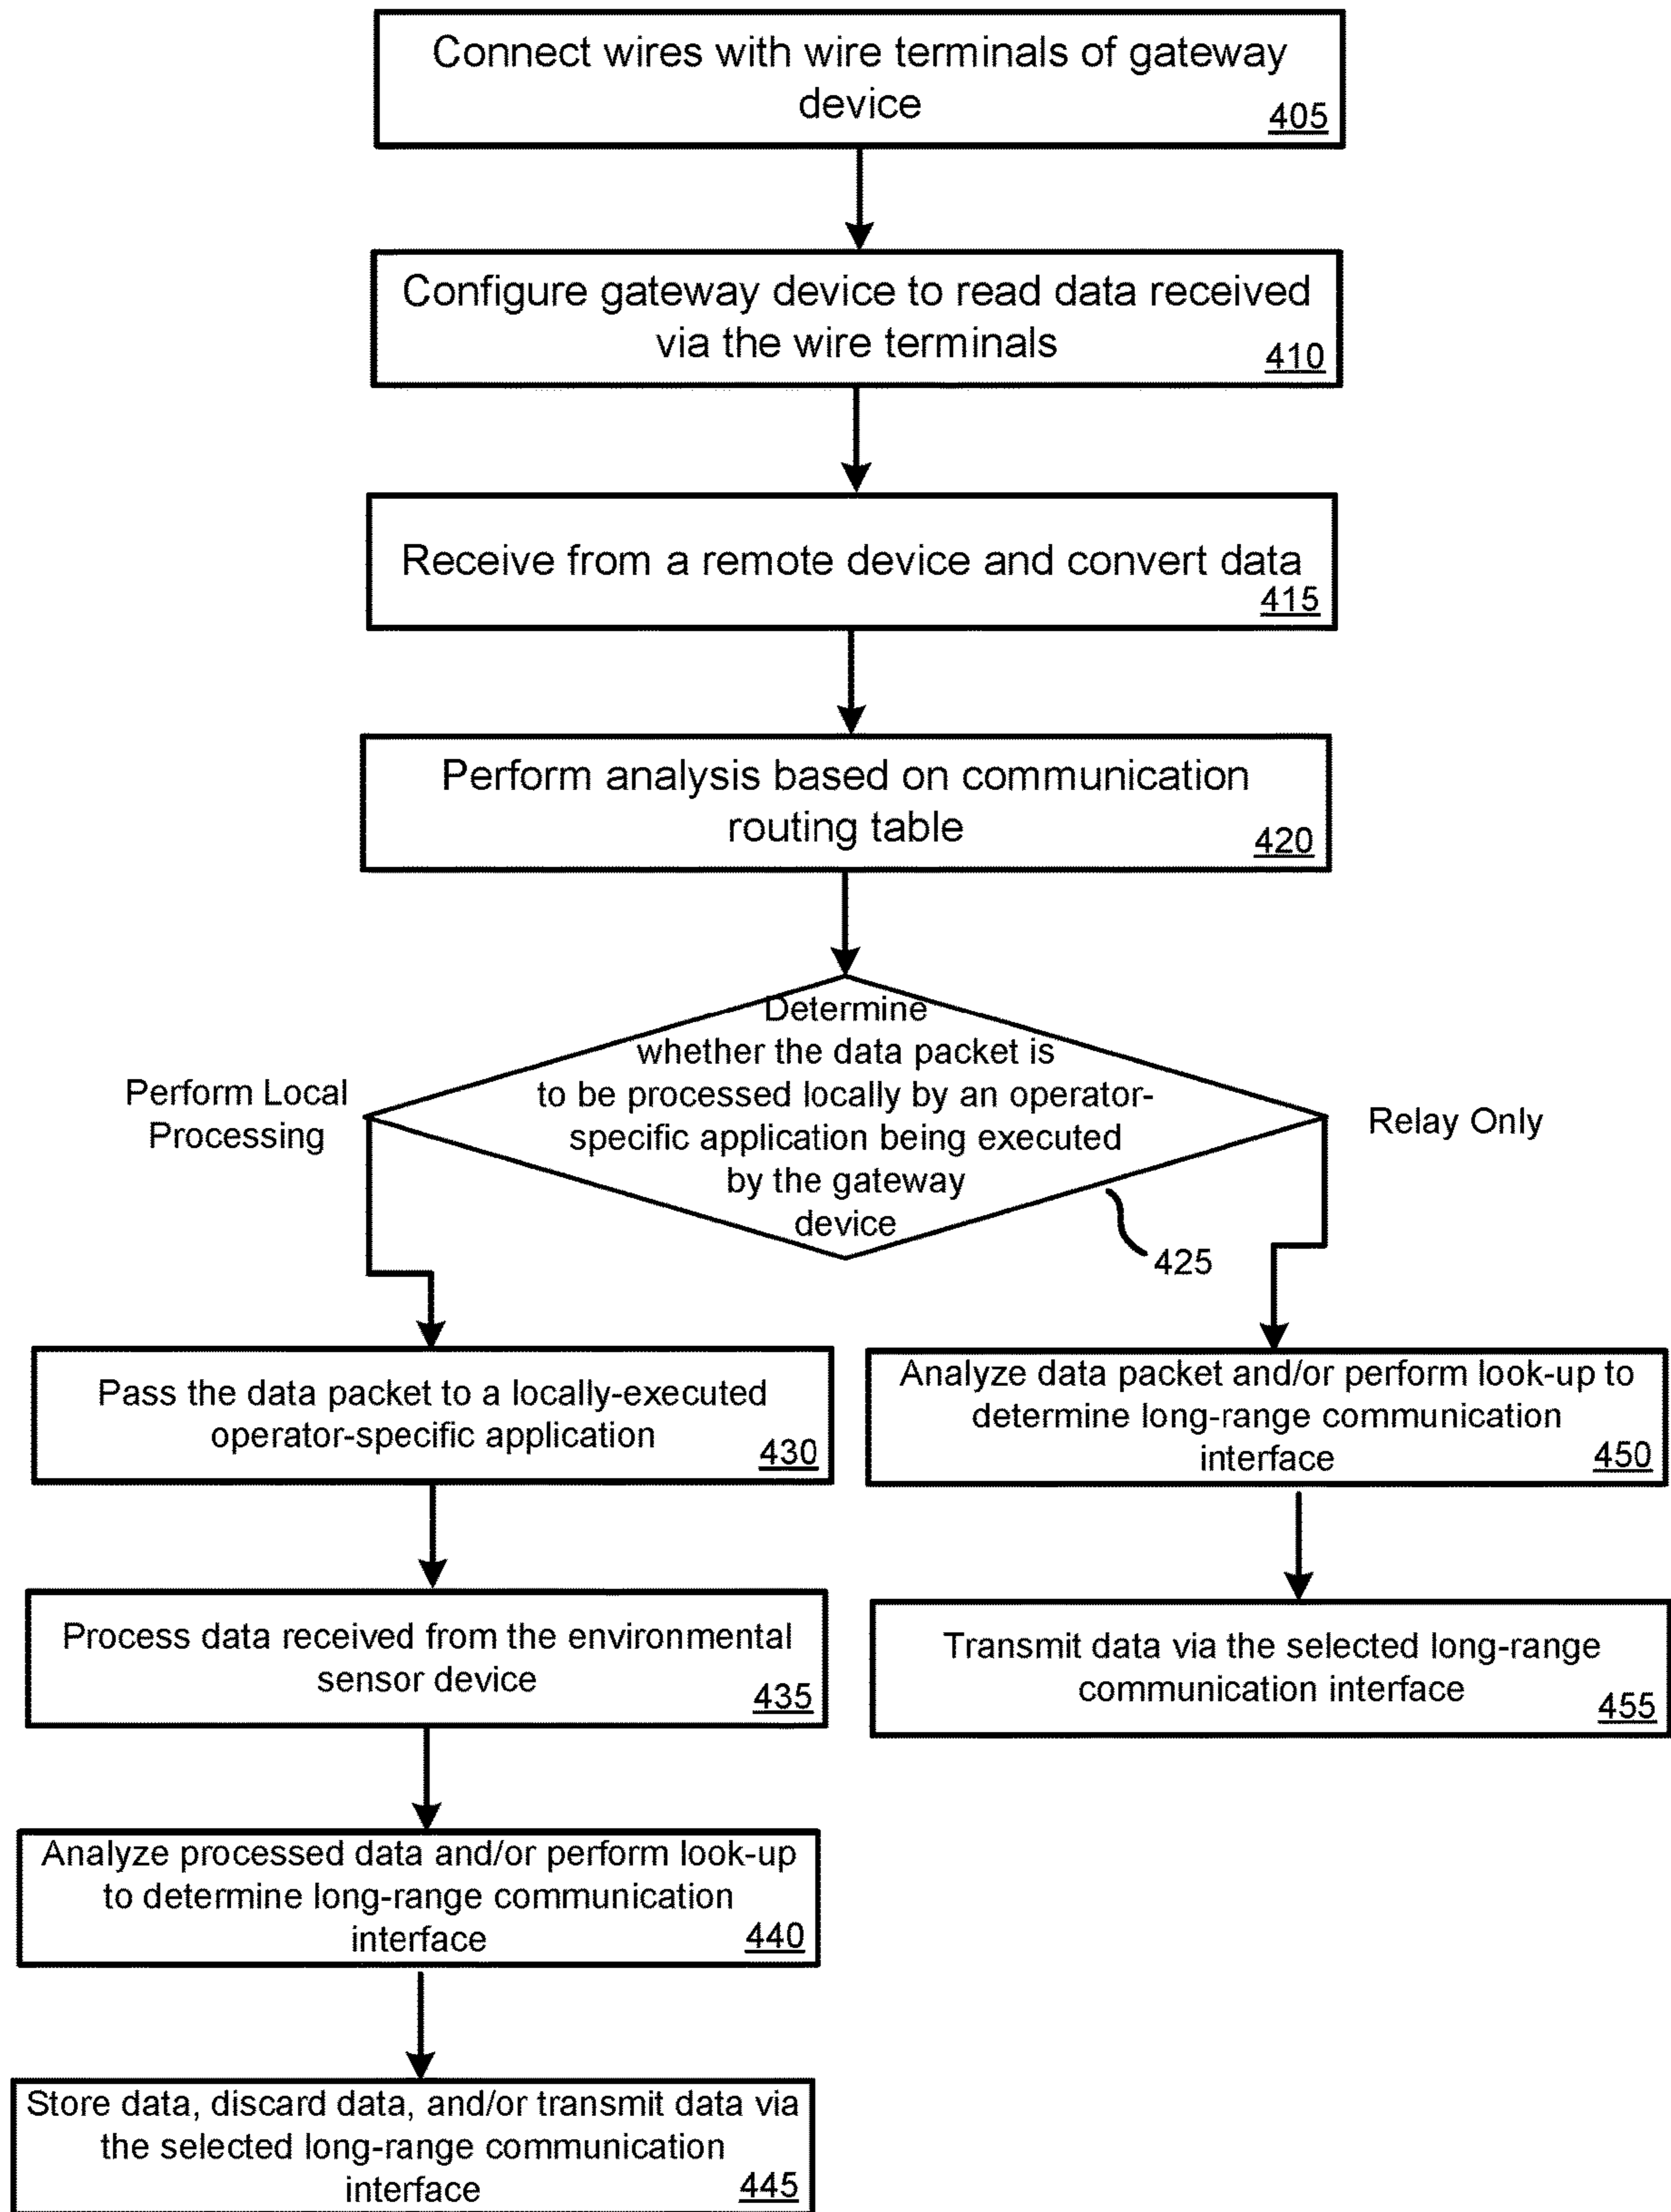 Connect wires with wire terminals of gateway
device
405
Configure gateway device to read data received
via the wire terminals
410
Receive from a remote device and convert data
415
Perform analysis based on communication
routing table
420
Determine
whether the data packet is
to be processed locally by an operator-
specific application being executed
by the gateway
device
425
Perform Local
Processing
Relay Only
Pass the data packet to a locally-executed
operator-specific application
430
Process data received from the environmental
sensor device
435
Analyze processed data and/or perform look-up
to determine long-range communication
interface
440
Store data, discard data, and/or transmit data via
the selected long-range communication
interface
445
Analyze data packet and/or perform look-up to
determine long-range communication
interface
450
Transmit data via the selected long-range
communication interface
455